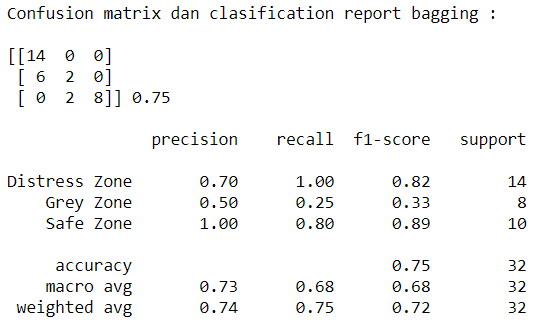 Confusion matrix dan clasification report bagging :
[[14 0 0]
[ 6 2 0]
[ 0 2 8]] 0.75
precision recall f1-score support
Distress Zone 0.70 1.00 0.82 14
Grey Zone 0.50 0.25 0.33 8
Safe Zone 1.00 0.80 0.89 10
accuracy 0.75 32
macro avg 0.73 0.68 0.68 32
weighted avg 0.74 0.75 0.72 32